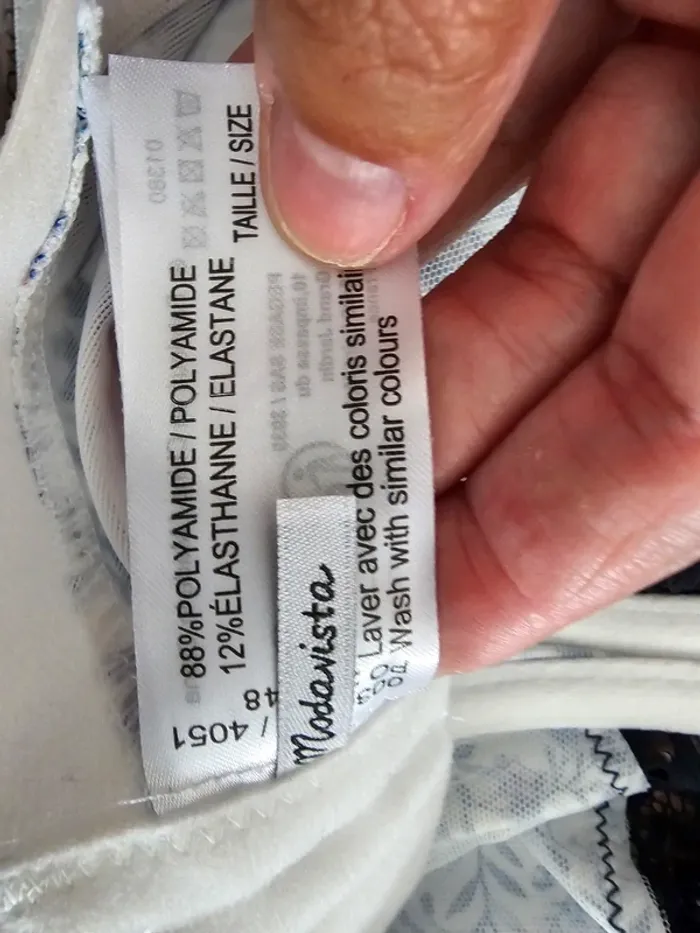 TAILLE / SIZE
88%POLYAMIDE / POLYAMIDE
12%ÉLASTHANNE / ELASTANE
Modavista
Laver avec des coloris similai
Wash with similar colours
4051
/
48
01380